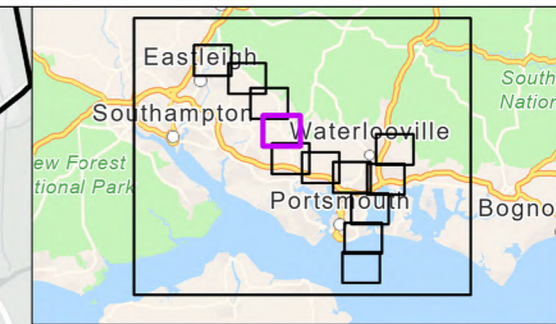 Eastleigh
South
Nation
Southampton
Waterlooville
ew Forest
tional Park
Portsmouth
Bogno